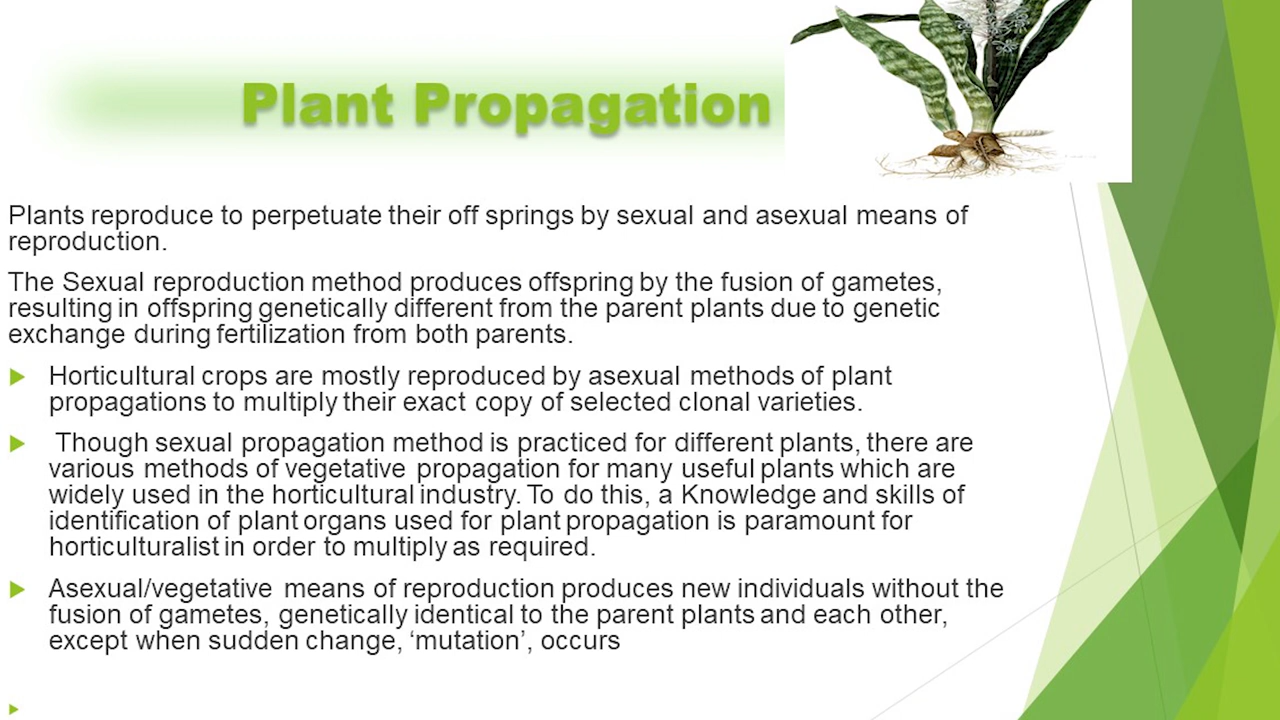 Plant Propagation
Plants reproduce to perpetuate their off springs by sexual and asexual means of
reproduction.
The Sexual reproduction method produces offspring by the fusion of gametes,
resulting in offspring genetically different from the parent plants due to genetic
exchange during fertilization from both parents.
Horticultural crops are mostly reproduced by asexual methods of plant
propagations to multiply their exact copy of selected clonal varieties.
Though sexual propagation method is practiced for different plants, there are
various methods of vegetative propagation for many useful plants which are
widely used in the horticultural industry. To do this, a Knowledge and skills of
identification of plant organs used for plant propagation is paramount for
horticulturalist in order to multiply as required.
Asexual/vegetative means of reproduction produces new individuals without the
fusion of gametes, genetically identical to the parent plants and each other,
except when sudden change, ‘mutation’, occurs